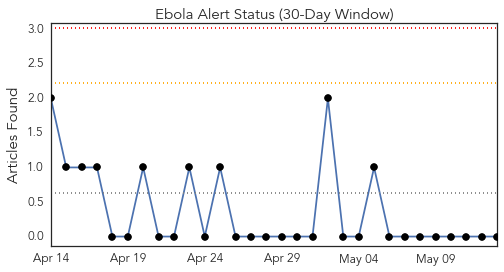 Ebola Alert Status (30-Day Window)
3.0
2.5
2.0
1.5
1.0
0.5
0.0
Articles Found
Apr 14
Apr 19
Apr 24
Apr 29
May 04
May 09